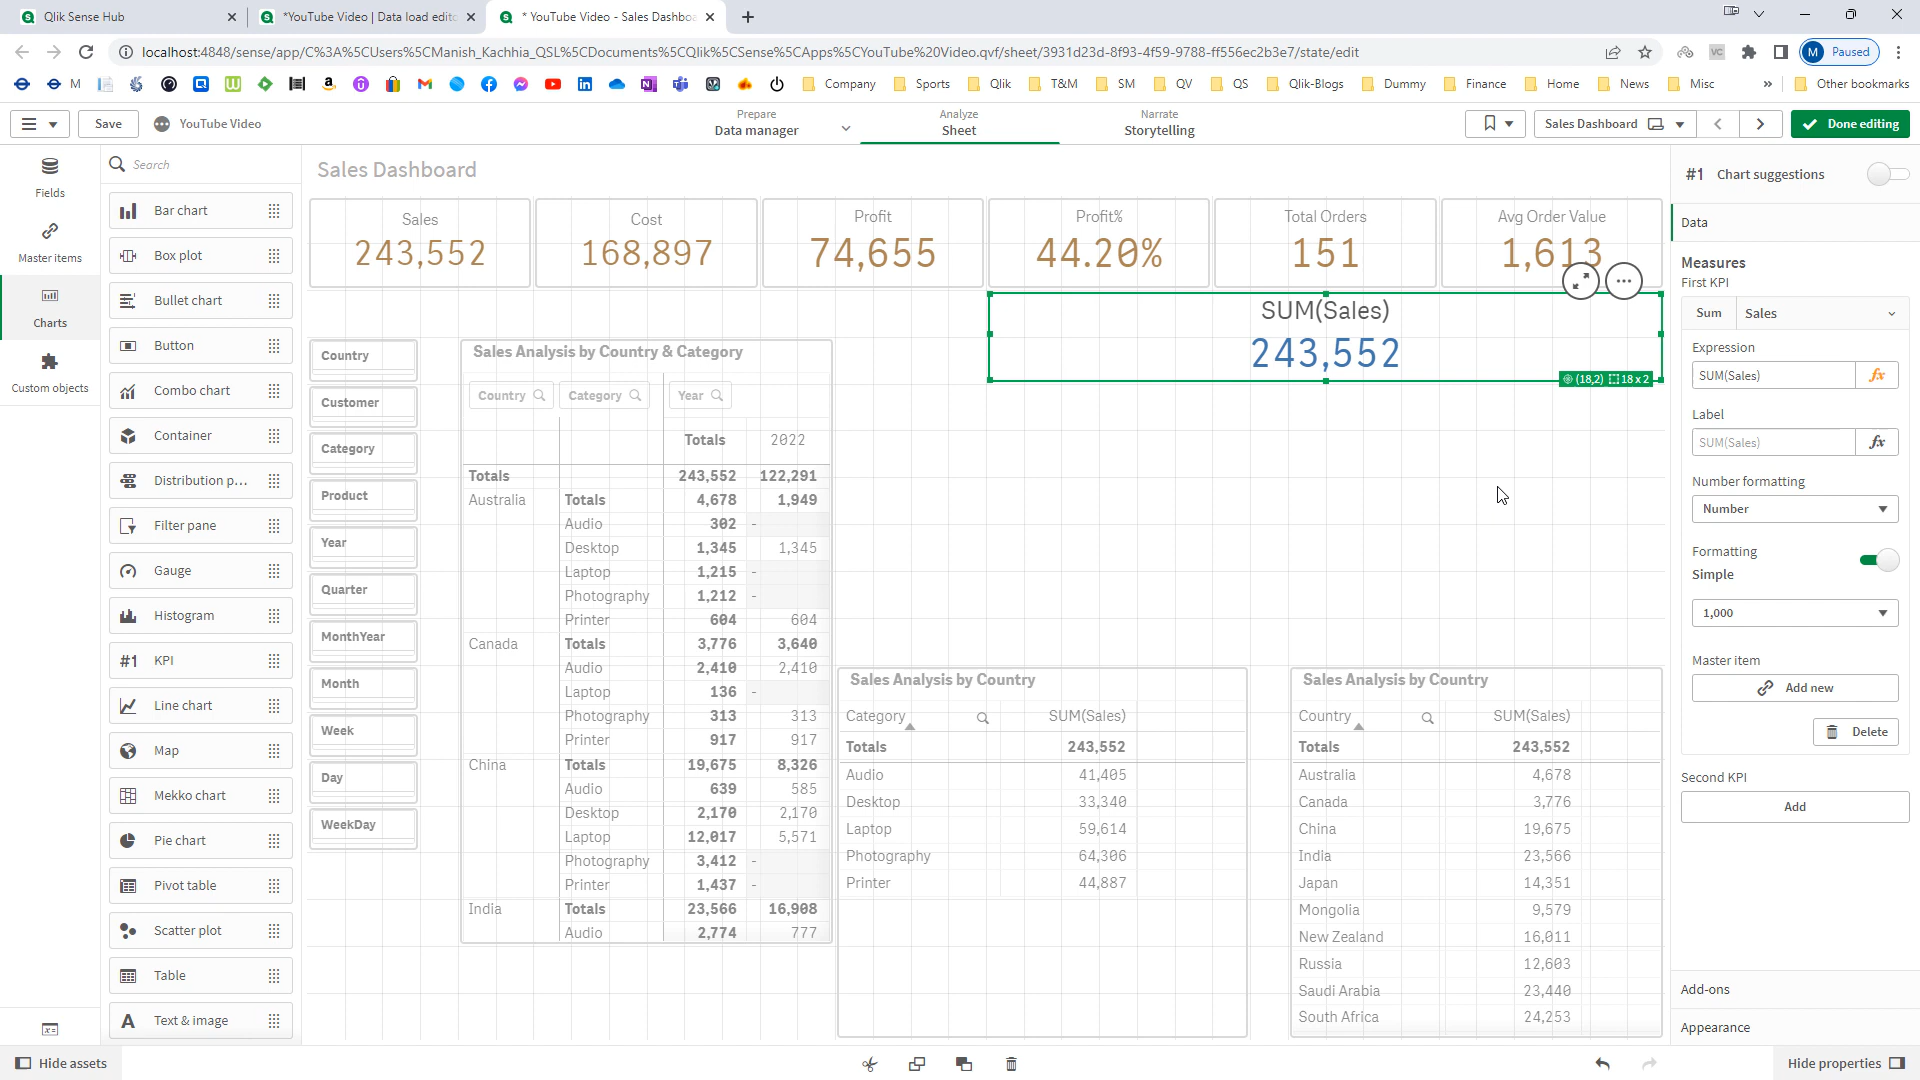 Qlik Sense Hub
*YouTube Video | Data load edito
* YouTube Video - Sales Dashboa
localhost:4848/sense/app/C%3A%5CUsers%5CManish_Kachhia_QSL%5CDocuments%5CQlik%5CSense%5CApps%5CYouTube%20Video.qvf/sheet/3931d23d-8f93-4f59-9788-ff556ec2b3e7/state/edit
VC
M Paused
M
Company
Sports
Qlik
T&M
SM
QV
QS
Qlik-Blogs
Dummy
Finance
Home
News
Misc
»
Other bookmarks
Save
YouTube Video
Prepare
Data manager
Analyze
Sheet
Narrate
Storytelling
Sales Dashboard
Done editing
Fields
Master items
Charts
Custom objects
Search
Bar chart
Box plot
Bullet chart
Button
Combo chart
Container
Distribution p...
Filter pane
Gauge
Histogram
#1 KPI
Line chart
Map
Mekko chart
Pie chart
Pivot table
Scatter plot
Table
A Text & image
Sales Dashboard
Sales
243,552
Cost
168,897
Profit
74,655
Profit%
44.20%
Total Orders
151
Avg Order Value
1,613
SUM(Sales)
243,552
(18,2) 18 x 2
Country
Customer
Category
Product
Year
Quarter
MonthYear
Month
Week
Day
WeekDay
Sales Analysis by Country & Category
Country Category Year
Totals 2022
Totals 243,552 122,291
Australia Totals 4,678 1,949
Audio 302 -
Desktop 1,345 1,345
Laptop 1,215 -
Photography 1,212 -
Printer 604 604
Canada Totals 3,776 3,640
Audio 2,410 2,410
Laptop 136 -
Photography 313 313
Printer 917 917
China Totals 19,675 8,326
Audio 639 585
Desktop 2,170 2,170
Laptop 12,017 5,571
Photography 3,412 -
Printer 1,437 -
India Totals 23,566 16,908
Audio 2,774 777
Sales Analysis by Country
Category SUM(Sales)
Totals 243,552
Audio 41,405
Desktop 33,340
Laptop 59,614
Photography 64,306
Printer 44,887
Sales Analysis by Country
Country SUM(Sales)
Totals 243,552
Australia 4,678
Canada 3,776
China 19,675
India 23,566
Japan 14,351
Mongolia 9,579
New Zealand 16,011
Russia 12,603
Saudi Arabia 23,440
South Africa 24,253
#1 Chart suggestions
Data
Measures
First KPI
Sum Sales
Expression
SUM(Sales) fx
Label
SUM(Sales) fx
Number formatting
Number
Formatting
Simple
1,000
Master item
Add new
Delete
Second KPI
Add
Add-ons
Appearance
Hide assets
Hide properties